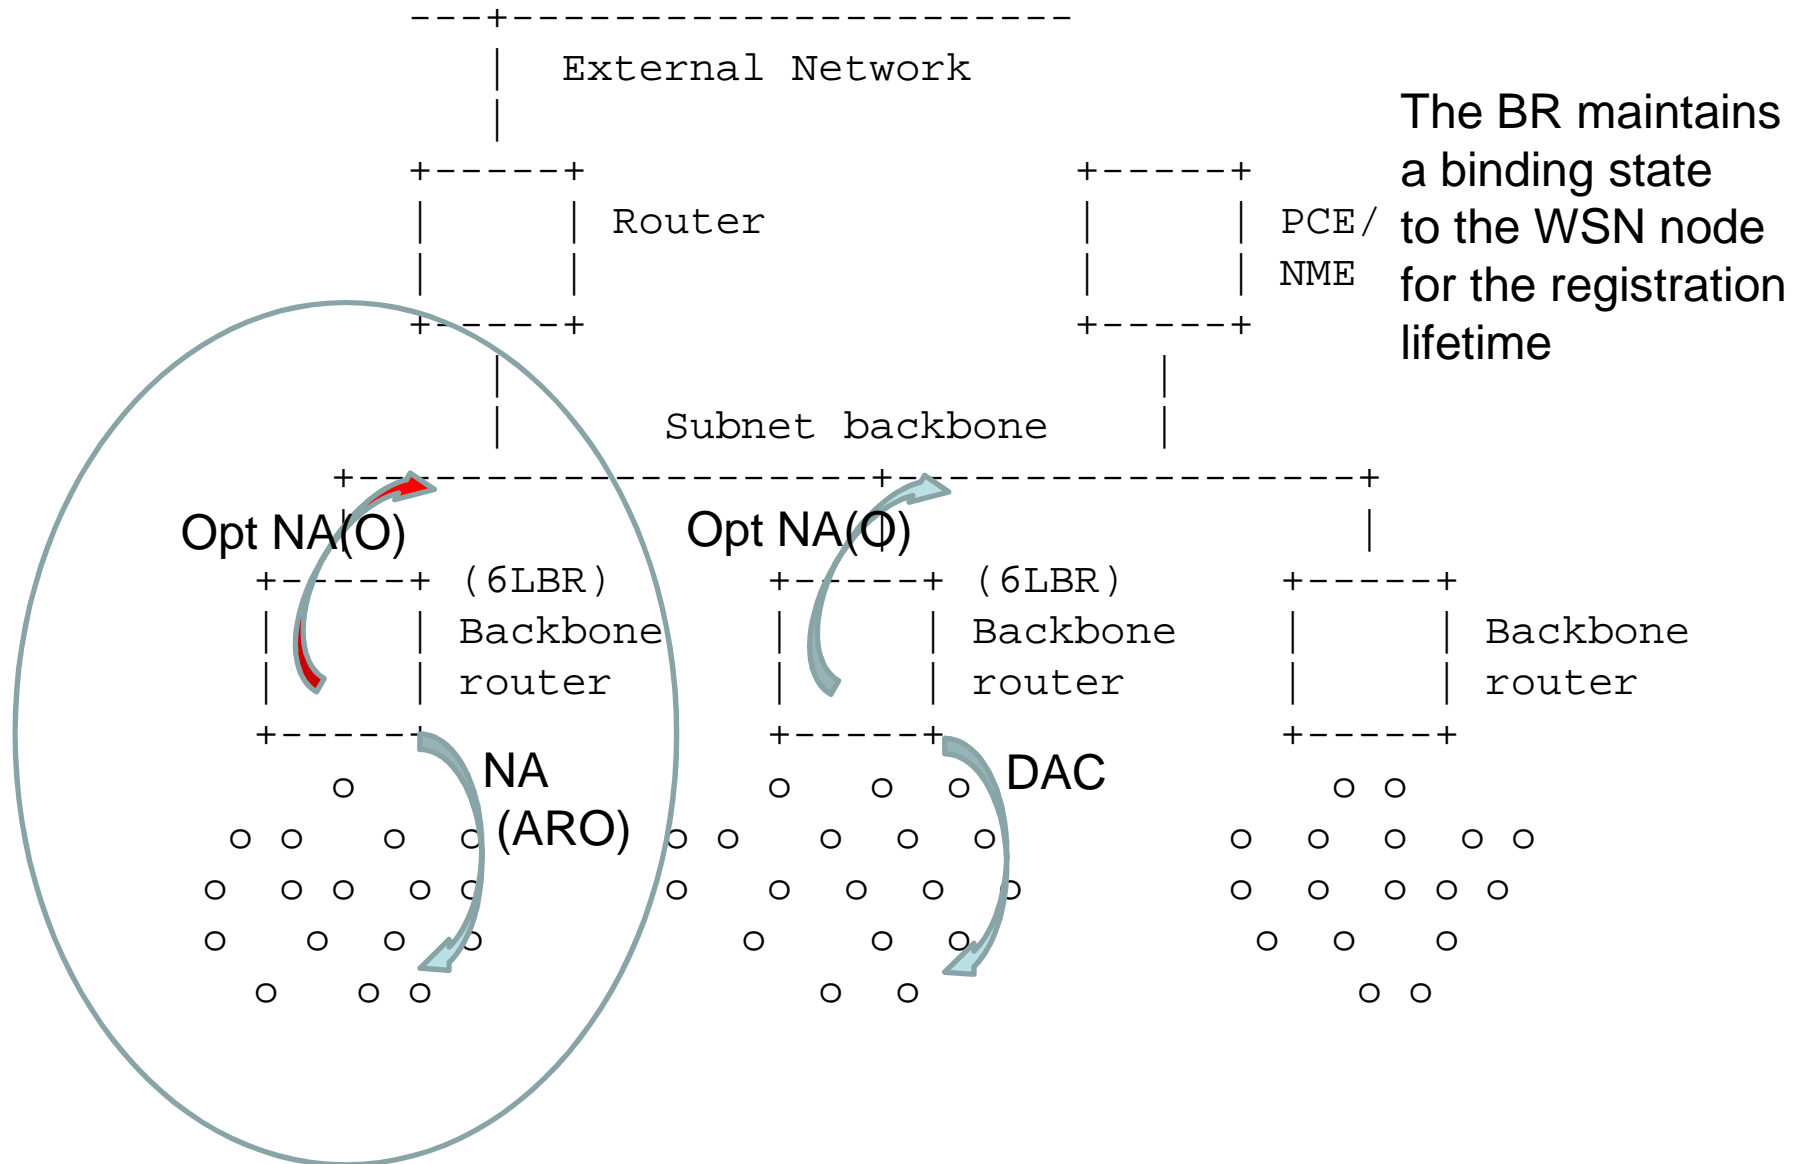 External Network
The BR maintains
a binding state
to the WSN node
for the registration
lifetime
Router
PCE/
NME
Subnet backbone
Opt NA(O)
Opt NA(O)
(6LBR)
Backbone
router
(6LBR)
Backbone
router
Backbone
router
NA
(ARO)
DAC
o o o o o o o
o o o o o o o o o o o o o o
o o o o o o o o o o o o o o o
o o o o o o o o o o
o o o o o o o